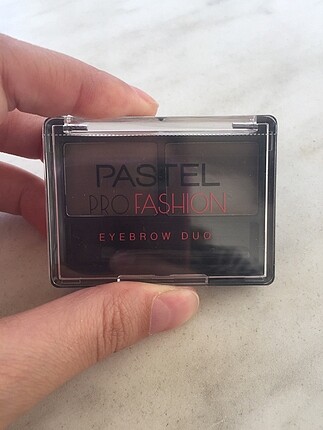 PASTEL
PRO FASHION
EYEBROW DUO